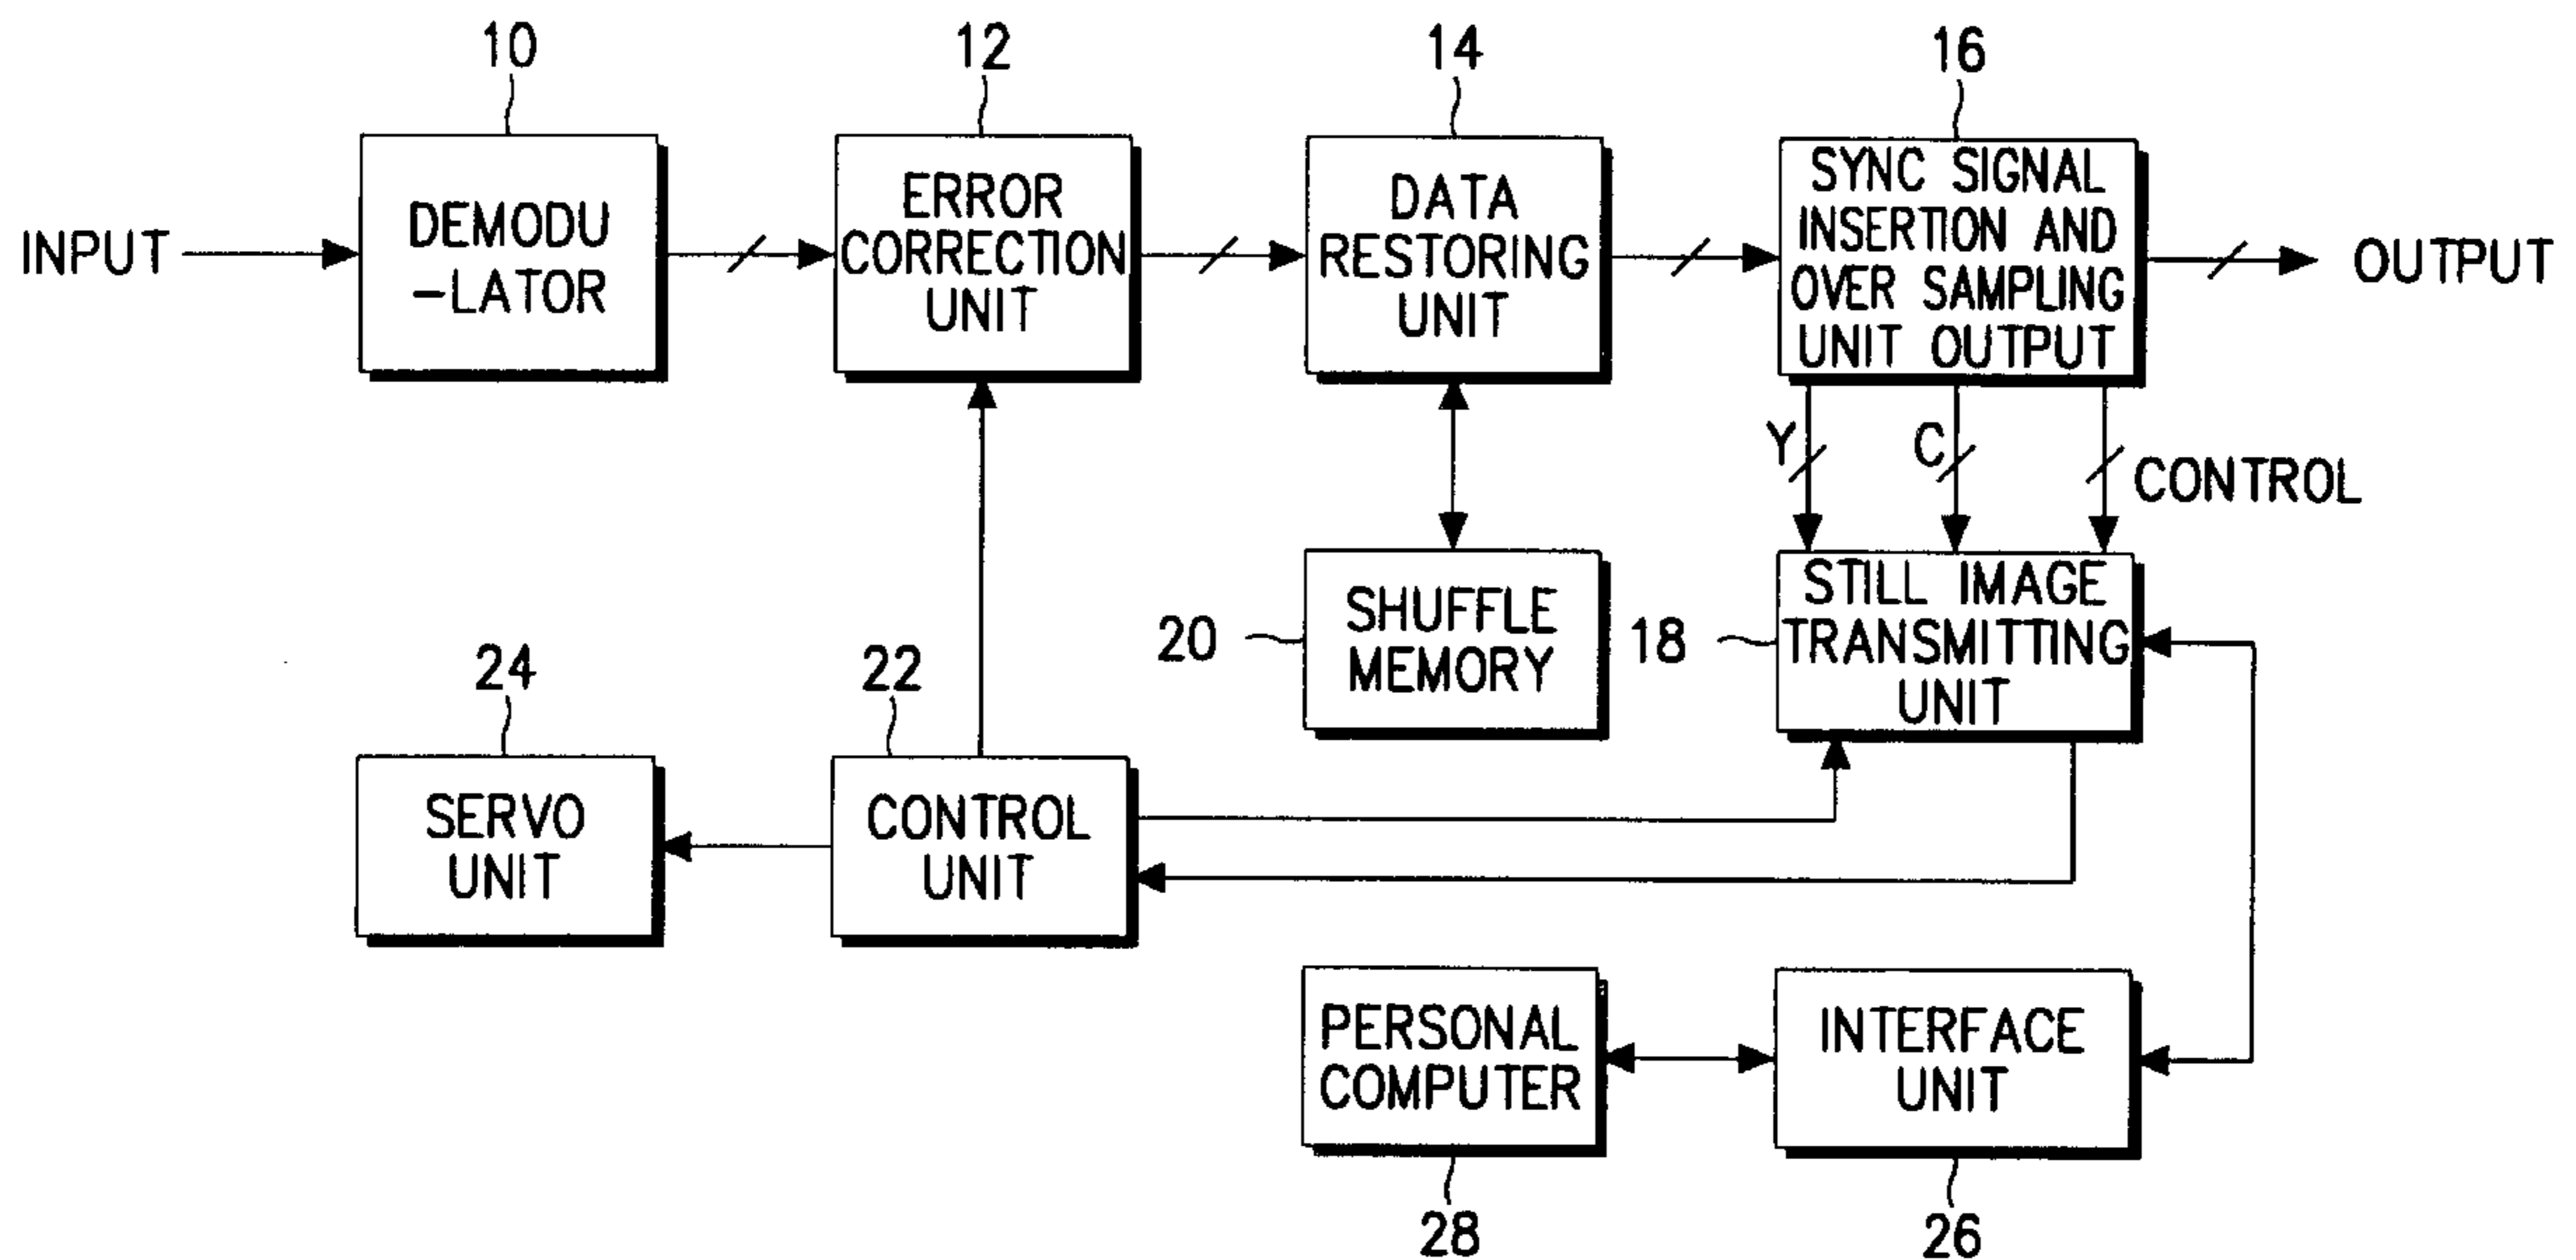 10
12
14
16
INPUT
DEMODU
-LATOR
ERROR
CORRECTION
UNIT
DATA
RESTORING
UNIT
SYNC SIGNAL
INSERTION AND
OVER SAMPLING
UNIT OUTPUT
OUTPUT
Y
C
CONTROL
20
SHUFFLE
MEMORY
18
STILL IMAGE
TRANSMITTING
UNIT
24
22
SERVO
UNIT
CONTROL
UNIT
PERSONAL
COMPUTER
INTERFACE
UNIT
28
26